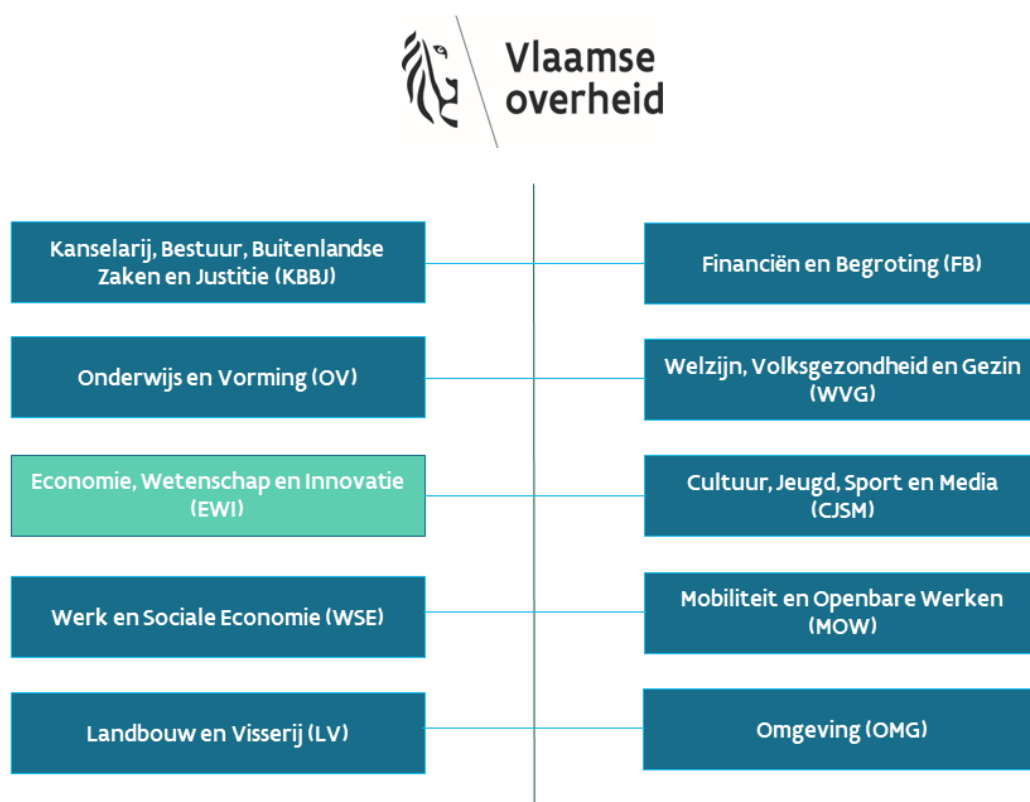 Vlaamse
overheid
Kanselarij, Bestuur, Buitenlandse
Zaken en Justitie (KBBJ)
Financiën en Begroting (FB)
Onderwijs en Vorming (OV)
Welzijn, Volksgezondheid en Gezin
(WVG)
Economie, Wetenschap en Innovatie
(EWI)
Cultuur, Jeugd, Sport en Media
(CJSM)
Werk en Sociale Economie (WSE)
Mobiliteit en Openbare Werken
(MOW)
Landbouw en Visserij (LV)
Omgeving (OMG)